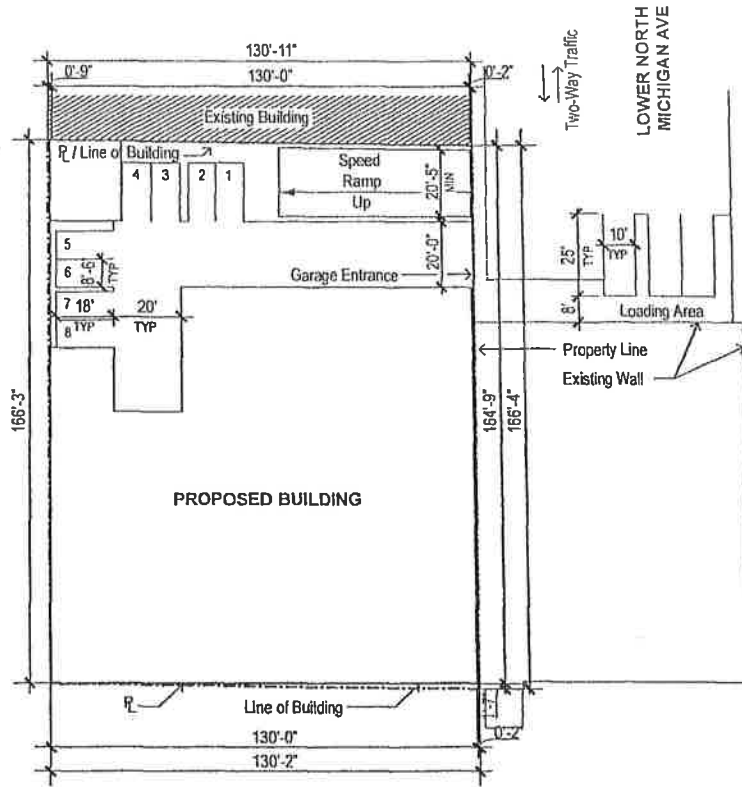 130'-11"
0'-9"
130'-0"
0'-2"
Two-Way Traffic
LOWER NORTH
MICHIGAN AVE
Existing Building
℄ / Line of Building
4
3
2
1
Speed
Ramp
Up
20'-5"
MIN
5
6
7
8
8'-6"
TYP
18'
TYP
20'
TYP
Garage Entrance
20'-0"
25'
TYP
10'
TYP
8'
Loading Area
Property Line
Existing Wall
166'-3"
164'-9"
166'-4"
PROPOSED BUILDING
Line of Building
130'-0"
0'-2"
130'-2"